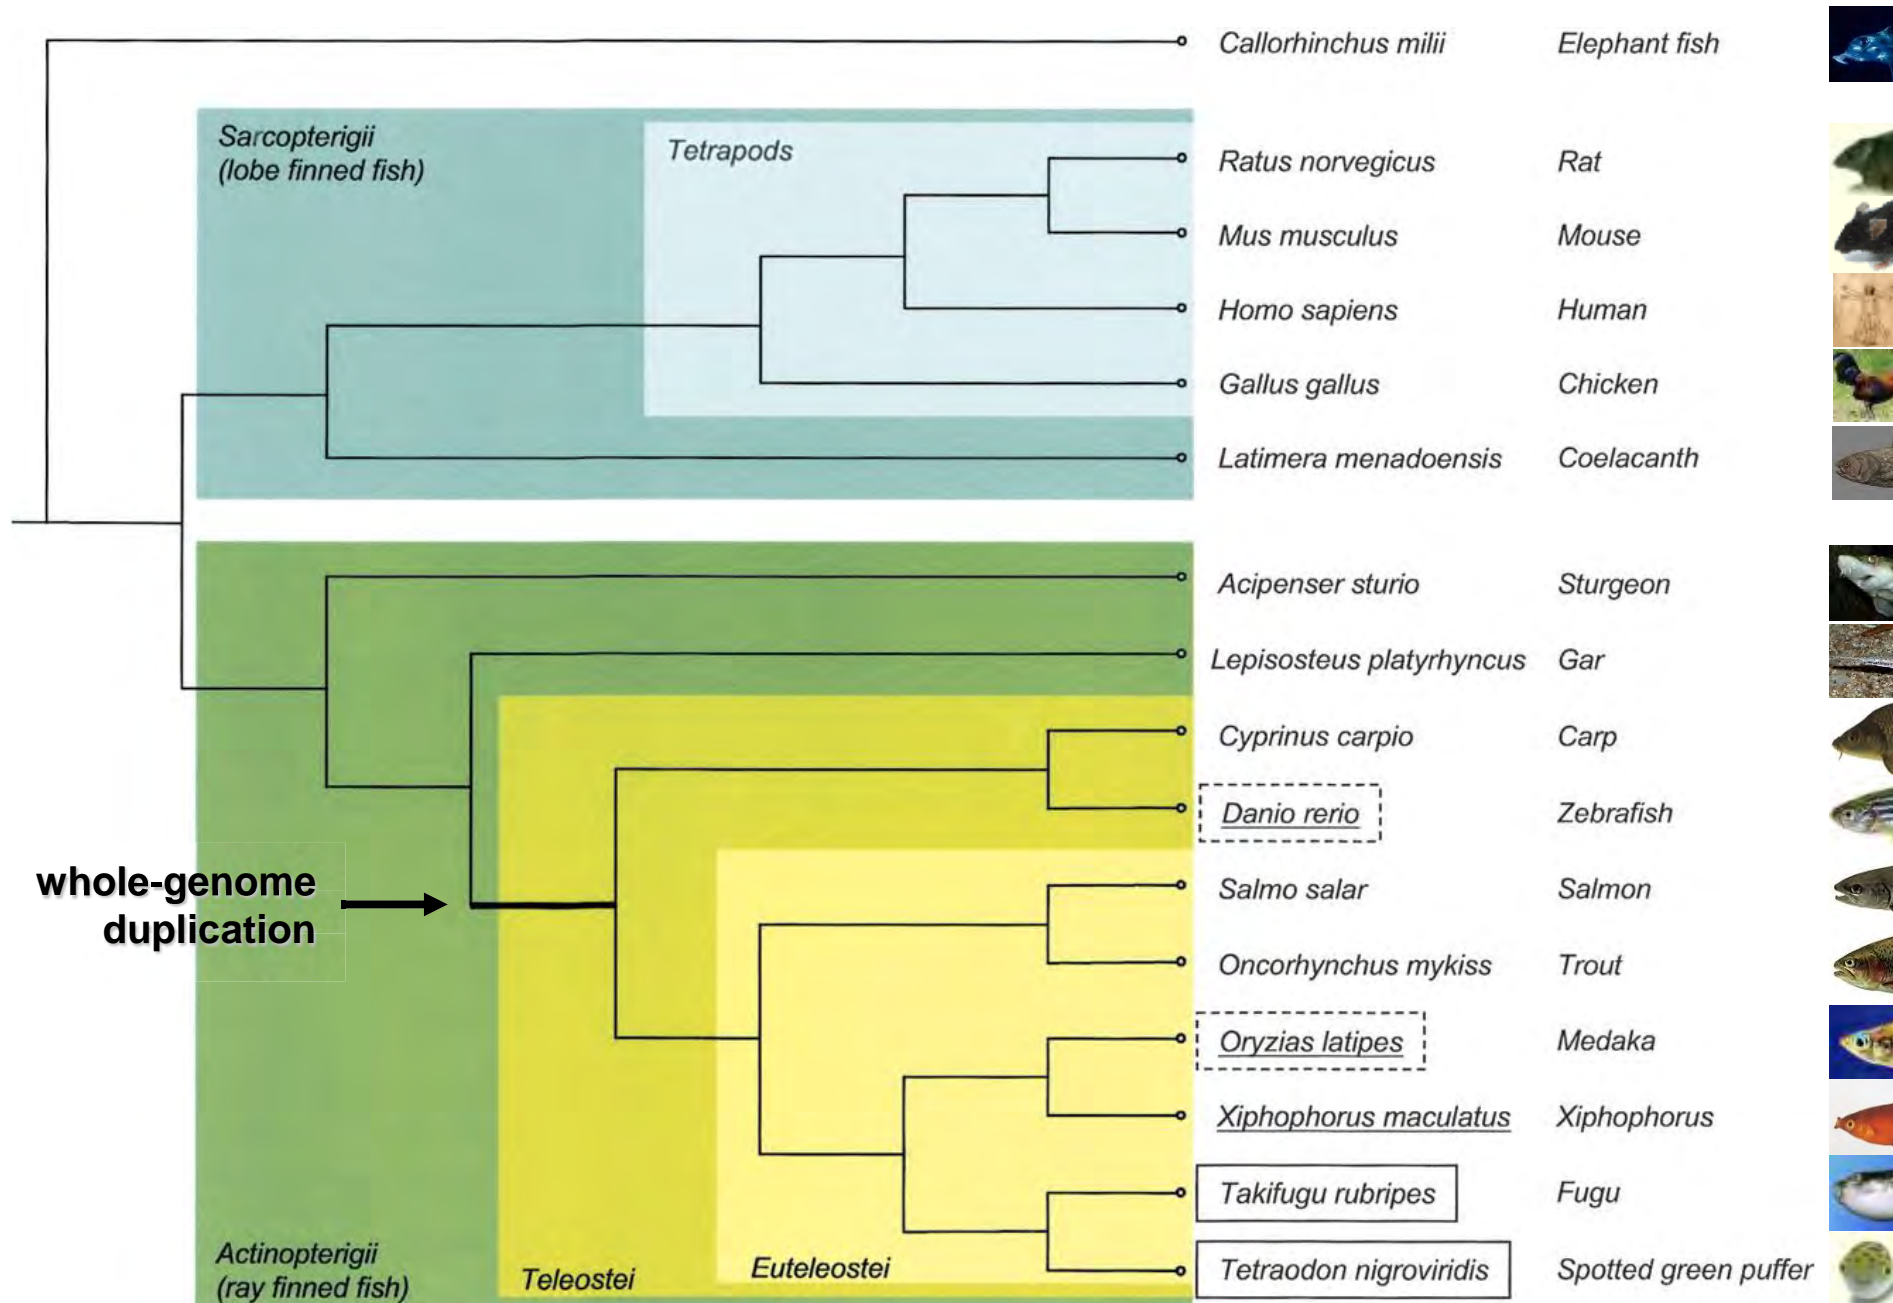 Callorhinchus milii Elephant fish
Sarcopterigii
(lobe finned fish)
Tetrapods
Ratus norvegicus Rat
Mus musculus Mouse
Homo sapiens Human
Gallus gallus Chicken
Latimera menadoensis Coelacanth
Acipenser sturio Sturgeon
Lepisosteus platyrhyncus Gar
Cyprinus carpio Carp
Danio rerio Zebrafish
whole-genome
duplication
Salmo salar Salmon
Oncorhynchus mykiss Trout
Oryzias latipes Medaka
Xiphophorus maculatus Xiphophorus
Takifugu rubripes Fugu
Tetraodon nigroviridis Spotted green puffer
Actinopterigii
(ray finned fish)
Teleostei
Euteleostei